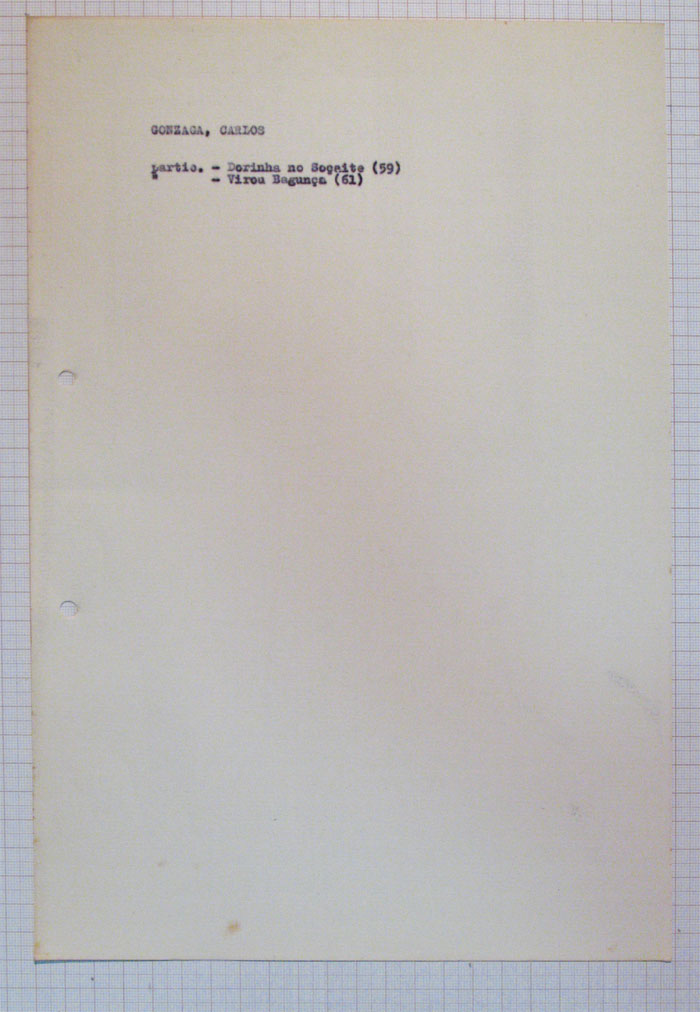 GONZAGA, CARLOS
partic. - Dorinha no Soçaite (59)
" - Virou Bagunça (61)